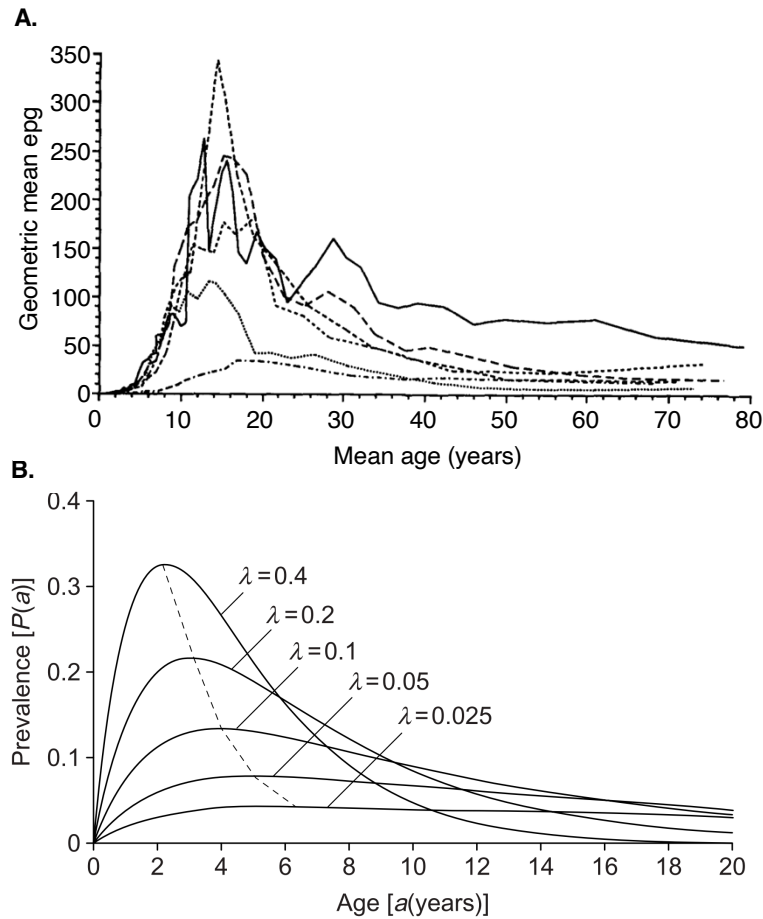 A.
350
300
250
200
150
100
50
0
Geometric mean epg
0 10 20 30 40 50 60 70 80
Mean age (years)
B.
0.4
0.3
0.2
0.1
0
Prevalence [P(a)]
λ=0.4
λ=0.2
λ=0.1
λ=0.05
λ=0.025
0 2 4 6 8 10 12 14 16 18 20
Age [a(years)]